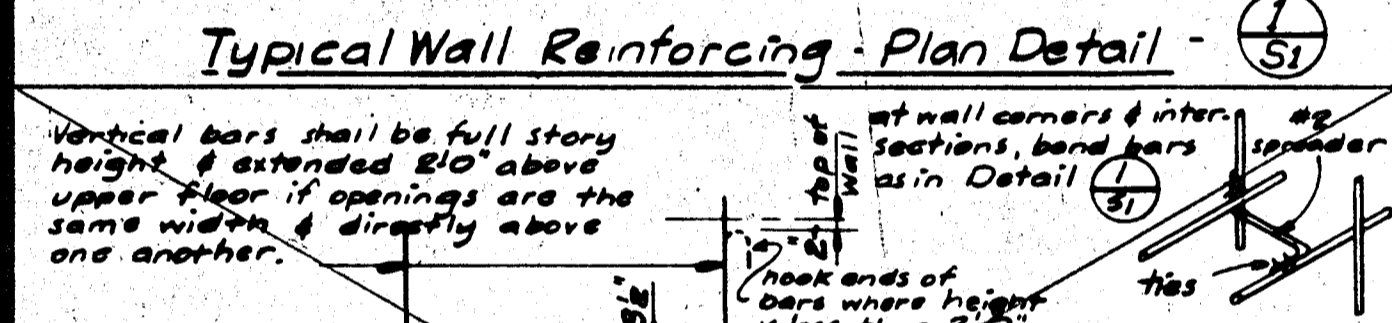 Typical Wall Reinforcing - Plan Detail - 1/S1
Vertical bars shall be full story
height & extended 2'0" above
upper floor if openings are the
same width & directly above
one another.
top of
Wall
2"
at wall corners & inter-
sections, bend bars
as in Detail 1/S1
#2
spreader
ties
hook ends of
bars where height